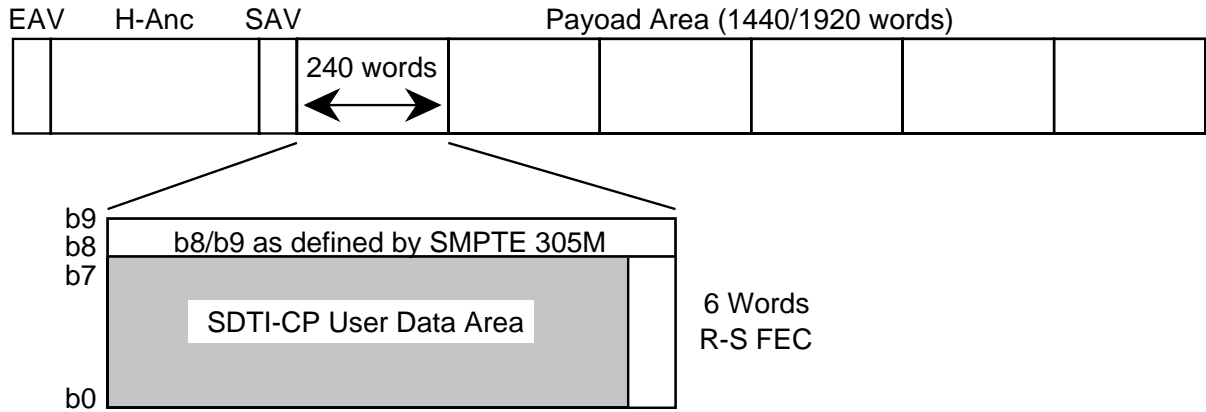 EAV H-Anc SAV Payoad Area (1440/1920 words)
240 words
b9
b8 b8/b9 as defined by SMPTE 305M
b7
SDTI-CP User Data Area
6 Words
R-S FEC
b0